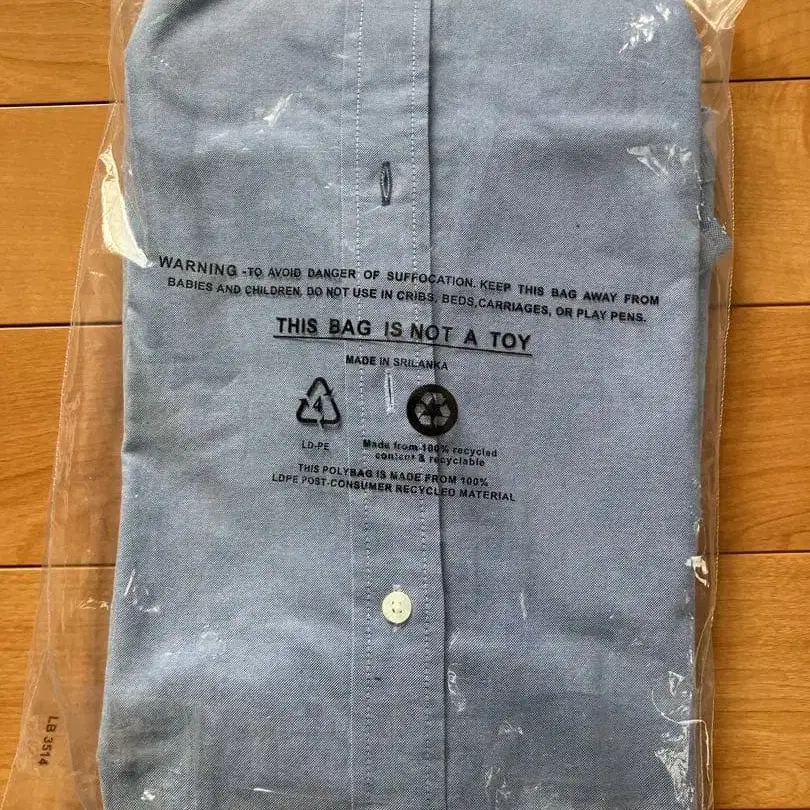 WARNING -TO AVOID DANGER OF SUFFOCATION. KEEP THIS BAG AWAY FROM
BABIES AND CHILDREN. DO NOT USE IN CRIBS, BEDS,CARRIAGES, OR PLAY PENS.
THIS BAG IS NOT A TOY
MADE IN SRILANKA
4
LD-PE
Made from 100% recycled
content & recyclable
THIS POLYBAG IS MADE FROM 100%
LDPE POST-CONSUMER RECYCLED MATERIAL
LB 3514